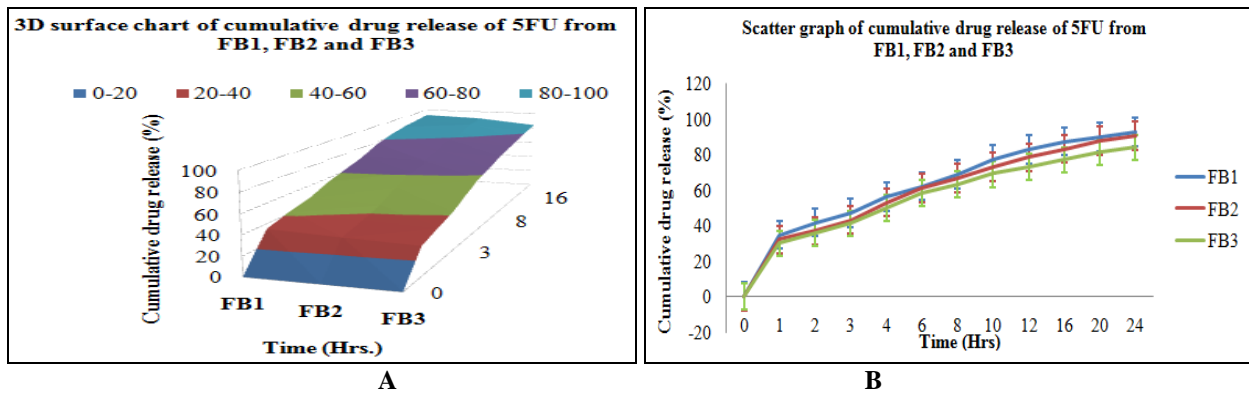 3D surface chart of cumulative drug release of 5FU from
FB1, FB2 and FB3
0-20 20-40 40-60 60-80 80-100
Cumulative drug release (%)
100
80
60
40
20
0
FB1
FB2
FB3
0
3
8
16
Time (Hrs.)
A
Scatter graph of cumulative drug release of 5FU from
FB1, FB2 and FB3
Cumulative drug release (%)
120
100
80
60
40
20
0
-20
0 1 2 3 4 6 8 10 12 16 20 24
Time (Hrs)
FB1
FB2
FB3
B